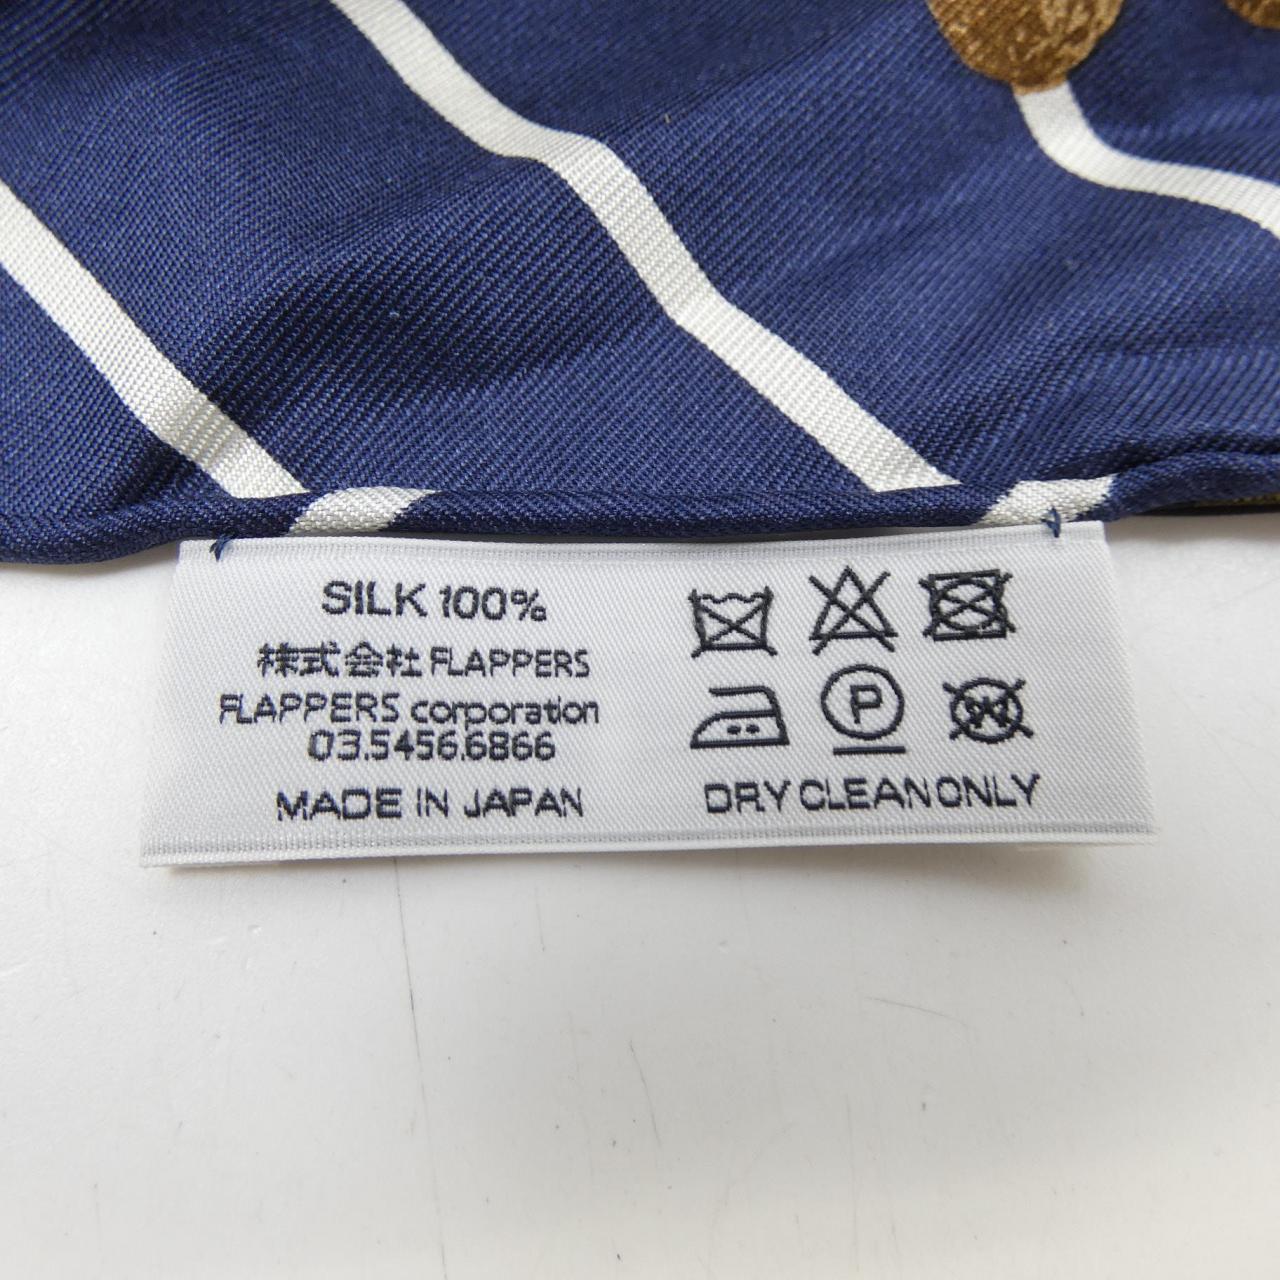 SILK 100%
株式会社 FLAPPERS
FLAPPERS corporation
03.5456.6866
MADE IN JAPAN
P
W
DRY CLEAN ONLY